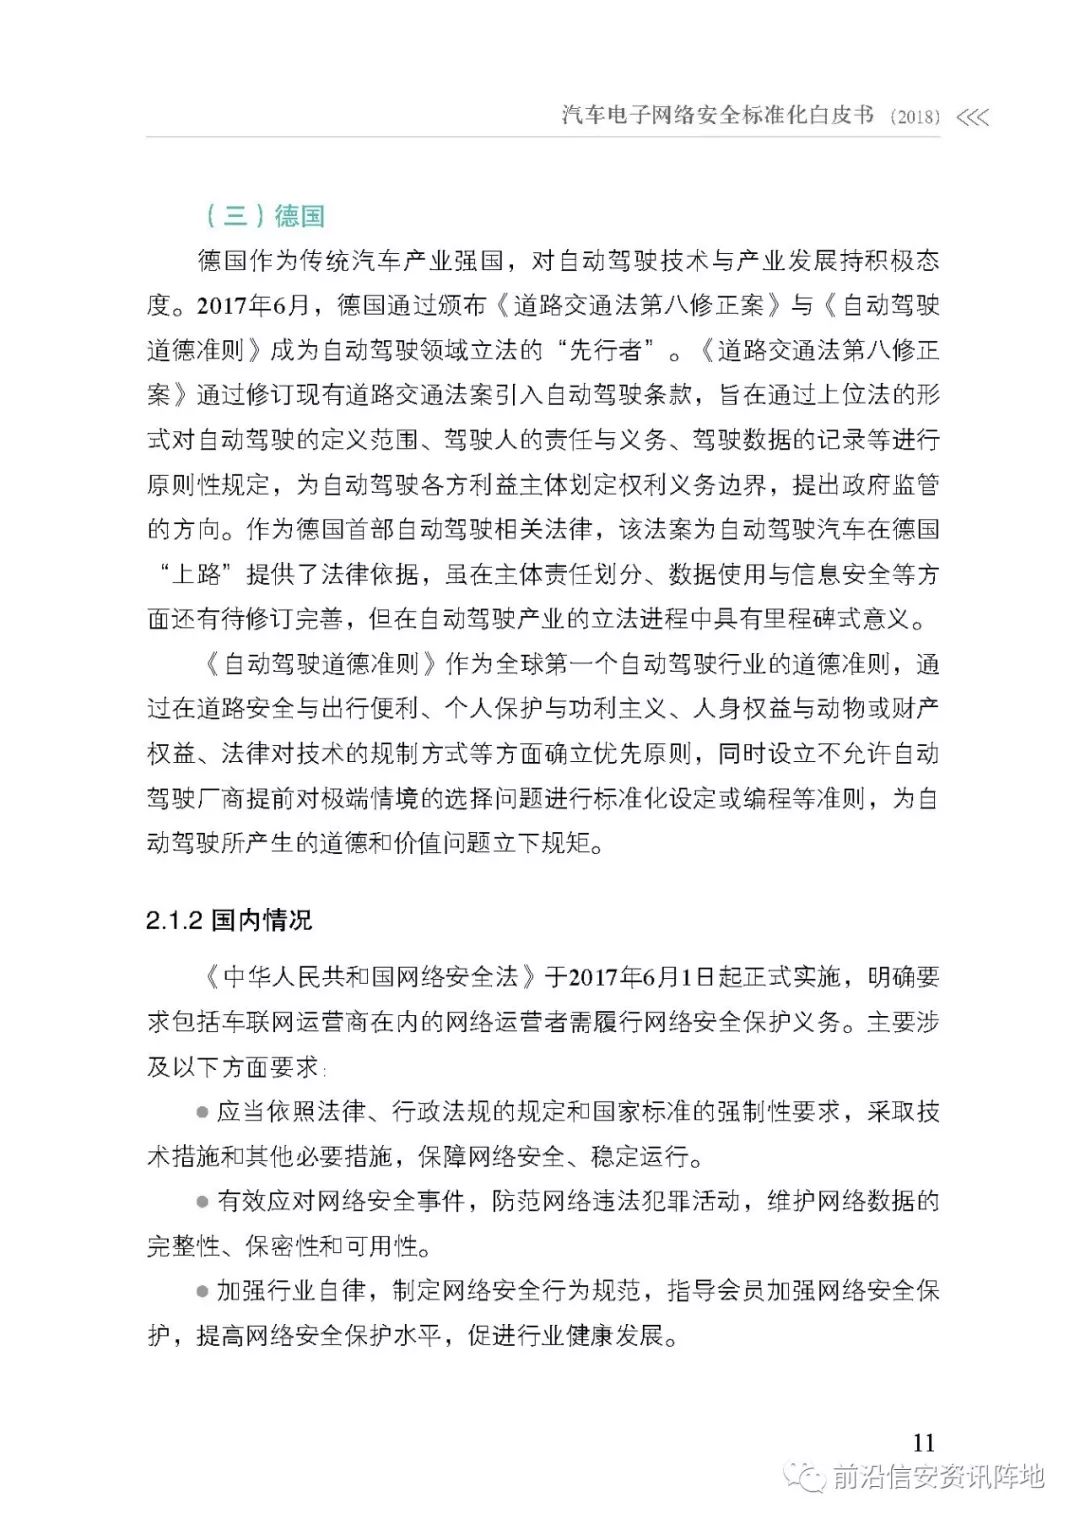 汽车电子网络安全标准化白皮书 (2018)
（三）德国
德国作为传统汽车产业强国，对自动驾驶技术与产业发展持积极态
度。2017年6月，德国通过颁布《道路交通法第八修正案》与《自动驾驶
道德准则》成为自动驾驶领域立法的“先行者”。《道路交通法第八修正
案》通过修订现有道路交通法案引入自动驾驶条款，旨在通过上位法的形
式对自动驾驶的定义范围、驾驶人的责任与义务、驾驶数据的记录等进行
原则性规定，为自动驾驶各方利益主体划定权利义务边界，提出政府监管
的方向。作为德国首部自动驾驶相关法律，该法案为自动驾驶汽车在德国
“上路”提供了法律依据，虽在主体责任划分、数据使用与信息安全等方
面还有待修订完善，但在自动驾驶产业的立法进程中具有里程碑式意义。
《自动驾驶道德准则》作为全球第一个自动驾驶行业的道德准则，通
过在道路安全与出行便利、个人保护与功利主义、人身权益与动物或财产
权益、法律对技术的规制方式等方面确立优先原则，同时设立不允许自动
驾驶厂商提前对极端情境的选择问题进行标准化设定或编程等准则，为自
动驾驶所产生的道德和价值问题立下规矩。
2.1.2 国内情况
《中华人民共和国网络安全法》于2017年6月1日起正式实施，明确要
求包括车联网运营商在内的网络运营者需履行网络安全保护义务。主要涉
及以下方面要求：
● 应当依照法律、行政法规的规定和国家标准的强制性要求，采取技
术措施和其他必要措施，保障网络安全、稳定运行。
● 有效应对网络安全事件，防范网络违法犯罪活动，维护网络数据的
完整性、保密性和可用性。
● 加强行业自律，制定网络安全行为规范，指导会员加强网络安全保
护，提高网络安全保护水平，促进行业健康发展。
11
前沿信安资讯阵地